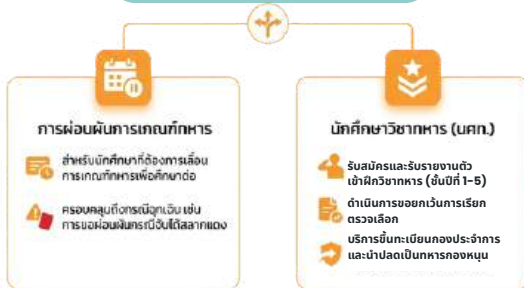 การผ่อนผันการเกณฑ์ทหาร
สำหรับนักศึกษาที่ต้องการเลื่อน
การเกณฑ์ทหารเพื่อศึกษาต่อ
ครอบคลุมถึงกรณีฉุกเฉิน เช่น
การขอผ่อนผันกรณีจับได้สลากแดง
นักศึกษาวิชาทหาร (นศท.)
รับสมัครและรับรายงานตัว
เข้าฝึกวิชาทหาร (ชั้นปีที่ 1-5)
ดำเนินการขอยกเว้นการเรียก
ตรวจเลือก
บริการขึ้นทะเบียนกองประจำการ
และนำปลดเป็นทหารกองหนุน